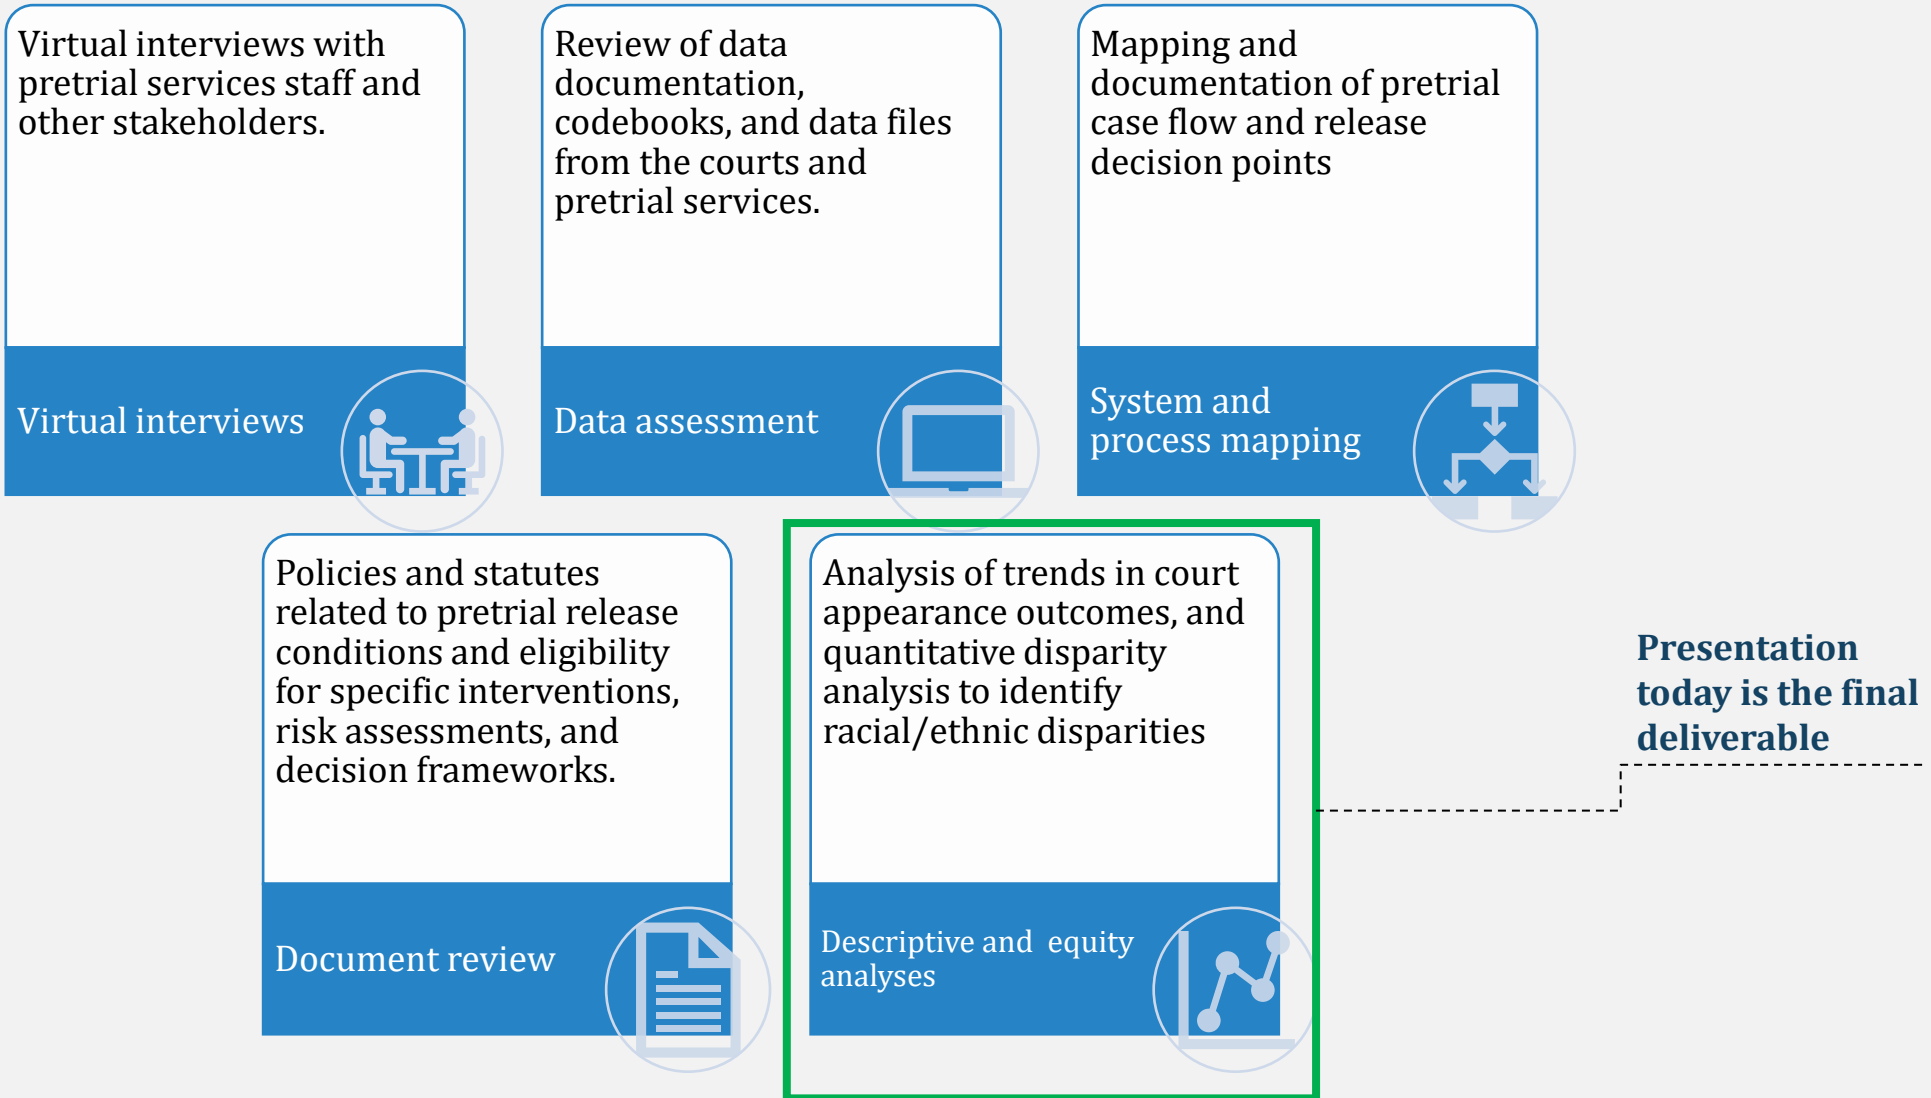 Virtual interviews with
pretrial services staff and
other stakeholders.
Virtual interviews
Review of data
documentation,
codebooks, and data files
from the courts and
pretrial services.
Data assessment
Mapping and
documentation of pretrial
case flow and release
decision points
System and
process mapping
Policies and statutes
related to pretrial release
conditions and eligibility
for specific interventions,
risk assessments, and
decision frameworks.
Document review
Analysis of trends in court
appearance outcomes, and
quantitative disparity
analysis to identify
racial/ethnic disparities
Descriptive and equity
analyses
Presentation
today is the final
deliverable